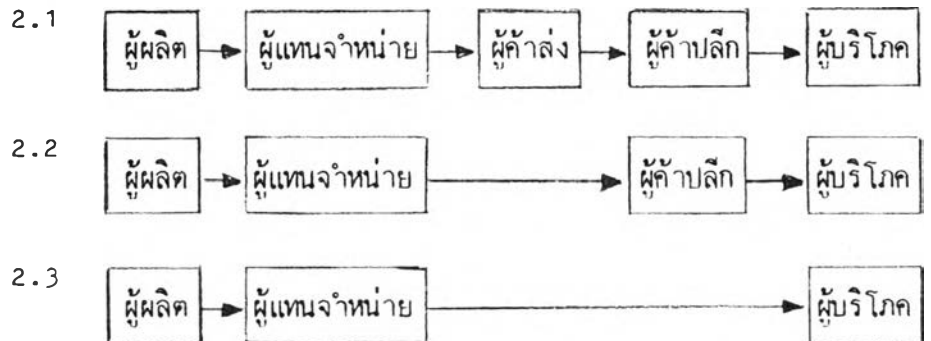 2.1 ผู้ผลิต ผู้แทนจำหน่าย ผู้ค้าส่ง ผู้ค้าปลีก ผู้บริโภค
2.2 ผู้ผลิต ผู้แทนจำหน่าย ผู้ค้าปลีก ผู้บริโภค
2.3 ผู้ผลิต ผู้แทนจำหน่าย ผู้บริโภค